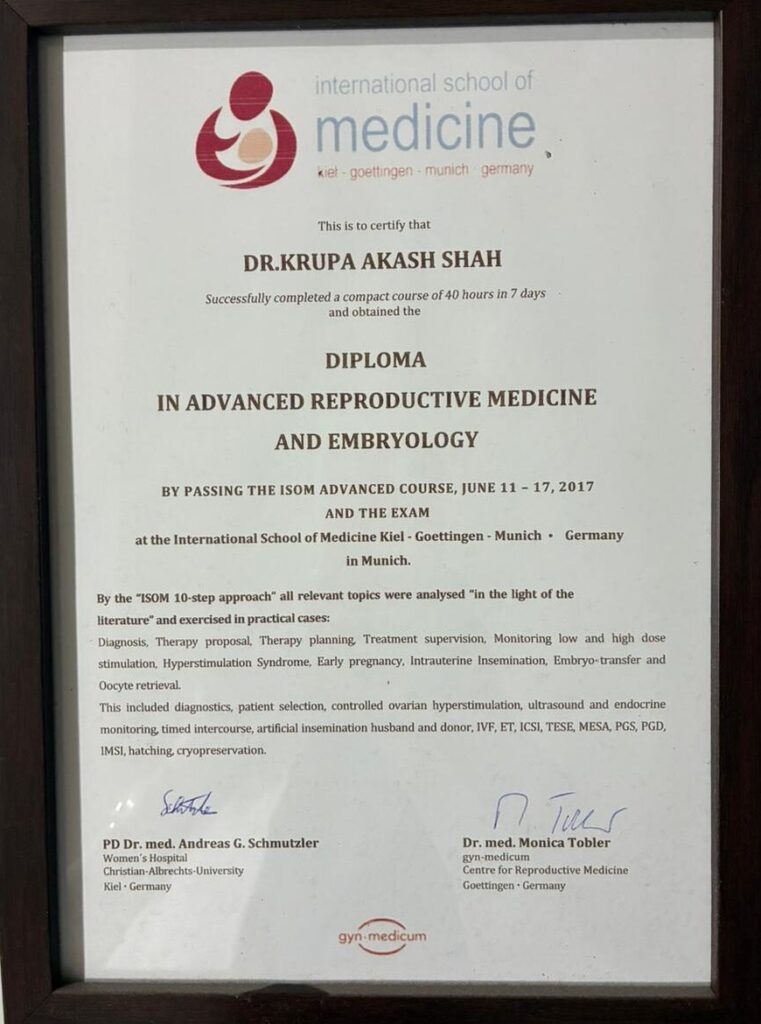 international school of
medicine
kiel - goettingen - munich - germany
This is to certify that
DR.KRUPA AKASH SHAH
Successfully completed a compact course of 40 hours in 7 days
and obtained the
DIPLOMA
IN ADVANCED REPRODUCTIVE MEDICINE
AND EMBRYOLOGY
BY PASSING THE ISOM ADVANCED COURSE, JUNE 11 – 17, 2017
AND THE EXAM
at the International School of Medicine Kiel - Goettingen - Munich • Germany
in Munich.
By the “ISOM 10-step approach” all relevant topics were analysed “in the light of the
literature” and exercised in practical cases:
Diagnosis, Therapy proposal, Therapy planning, Treatment supervision, Monitoring low and high dose
stimulation, Hyperstimulation Syndrome, Early pregnancy, Intrauterine Insemination, Embryo-transfer and
Oocyte retrieval.
This included diagnostics, patient selection, controlled ovarian hyperstimulation, ultrasound and endocrine
monitoring, timed intercourse, artificial insemination husband and donor, IVF, ET, ICSI, TESE, MESA, PGS, PGD,
IMSI, hatching, cryopreservation.
M. Tobler
PD Dr. med. Andreas G. Schmutzler
Women´s Hospital
Christian-Albrechts-University
Kiel • Germany
Dr. med. Monica Tobler
gyn-medicum
Centre for Reproductive Medicine
Goettingen • Germany
gyn·medicum